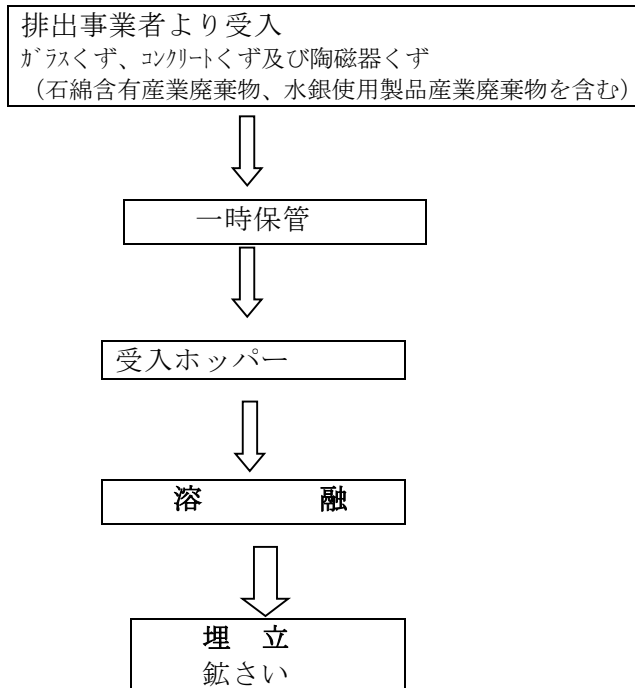 排出事業者より受入
ｶﾞﾗｽくず、ｺﾝｸﾘｰﾄくず及び陶磁器くず
（石綿含有産業廃棄物、水銀使用製品産業廃棄物を含む）
一時保管
受入ホッパー
溶　　　融
埋　立
鉱さい